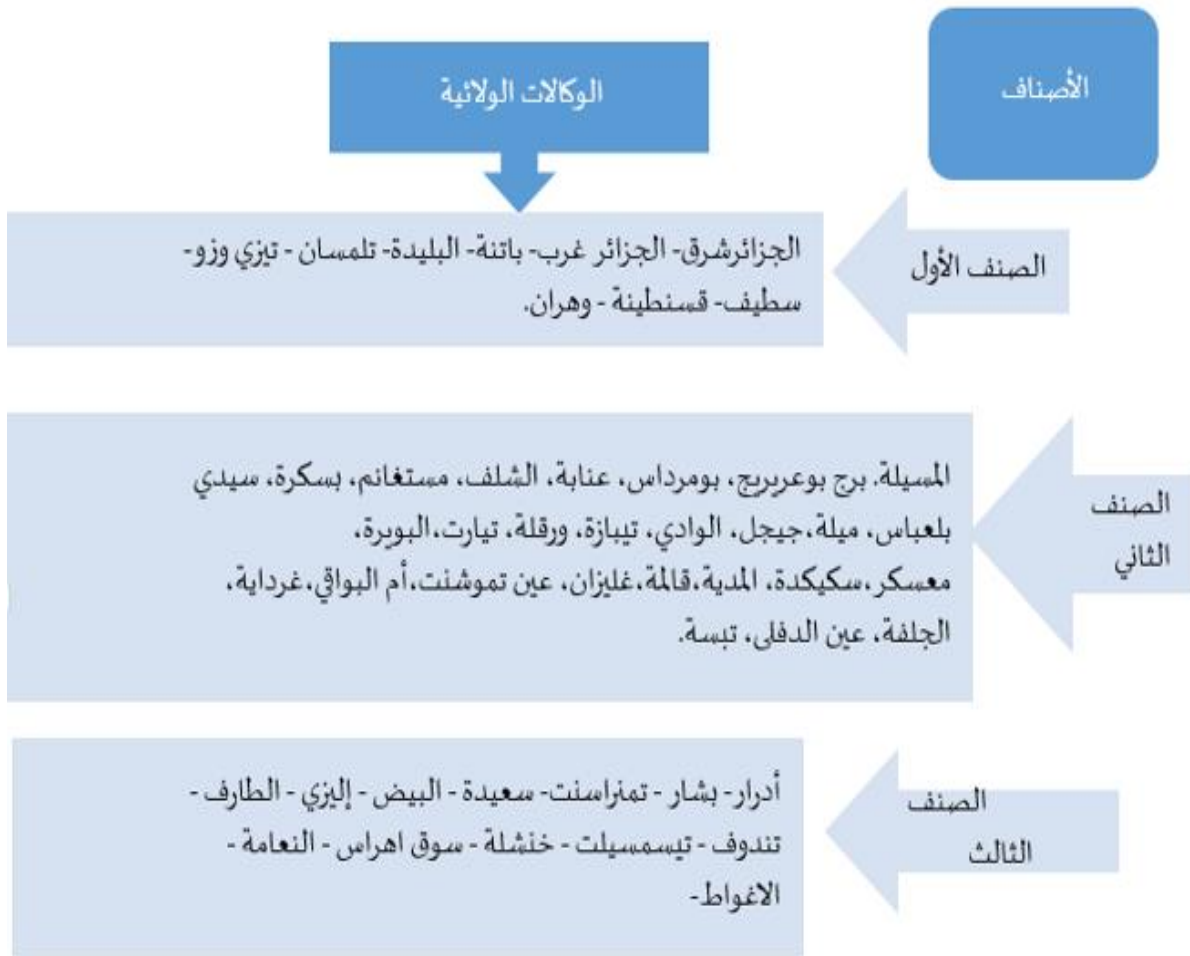 الأصناف
الوكالات الولائية
الصنف الأول
الجزائرشرق- الجزائر غرب- باتنة- البليدة- تلمسان - تيزي وزو-
سطيف- قسنطينة - وهران.
الصنف
الثاني
المسيلة. برج بوعريريج، بومرداس، عنابة، الشلف، مستغانم، بسكرة، سيدي
بلعباس، ميلة،جيجل، الوادي، تيبازة، ورقلة، تيارت،البويرة،
معسكر،سكيكدة، المدية،قالمة،غليزان، عين تموشنت،أم البواقي،غرداية،
الجلفة، عين الدفلى، تبسة.
الصنف
الثالث
أدرار- بشار - تمنراسنت- سعيدة - البيض - إليزي - الطارف -
تندوف - تيسمسيلت - خنشلة - سوق اهراس - النعامة -
الاغواط-